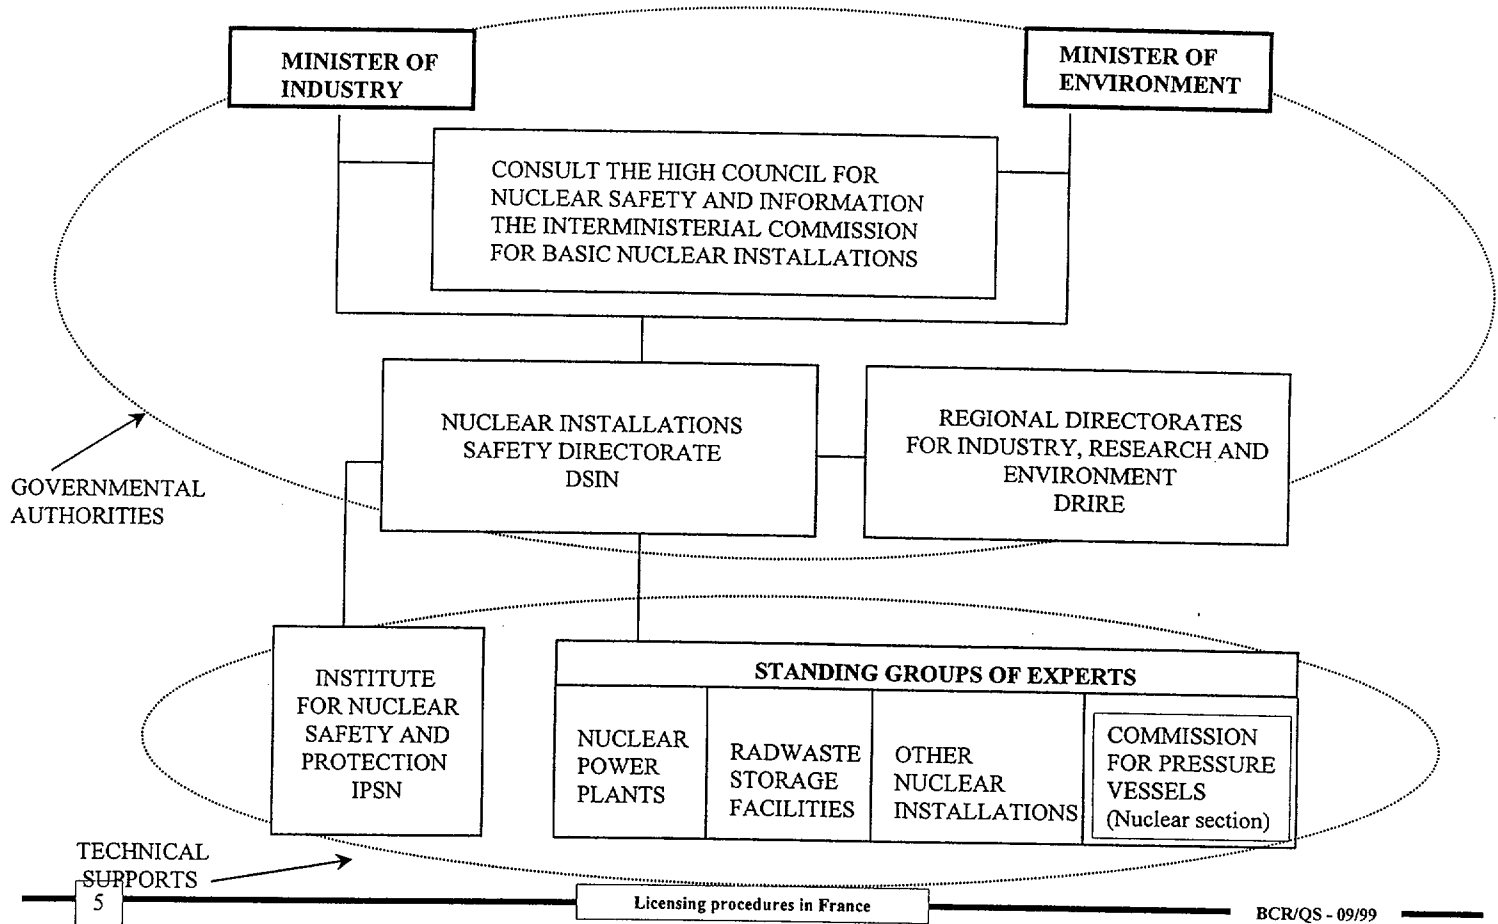 MINISTER OF
INDUSTRY
MINISTER OF
ENVIRONMENT
CONSULT THE HIGH COUNCIL FOR
NUCLEAR SAFETY AND INFORMATION
THE INTERMINISTERIAL COMMISSION
FOR BASIC NUCLEAR INSTALLATIONS
NUCLEAR INSTALLATIONS
SAFETY DIRECTORATE
DSIN
REGIONAL DIRECTORATES
FOR INDUSTRY, RESEARCH AND
ENVIRONMENT
DRIRE
GOVERNMENTAL
AUTHORITIES
INSTITUTE
FOR NUCLEAR
SAFETY AND
PROTECTION
IPSN
STANDING GROUPS OF EXPERTS
NUCLEAR
POWER
PLANTS
RADWASTE
STORAGE
FACILITIES
OTHER
NUCLEAR
INSTALLATIONS
COMMISSION
FOR PRESSURE
VESSELS
(Nuclear section)
TECHNICAL
SUPPORTS
5
Licensing procedures in France
BCR/QS - 09/99